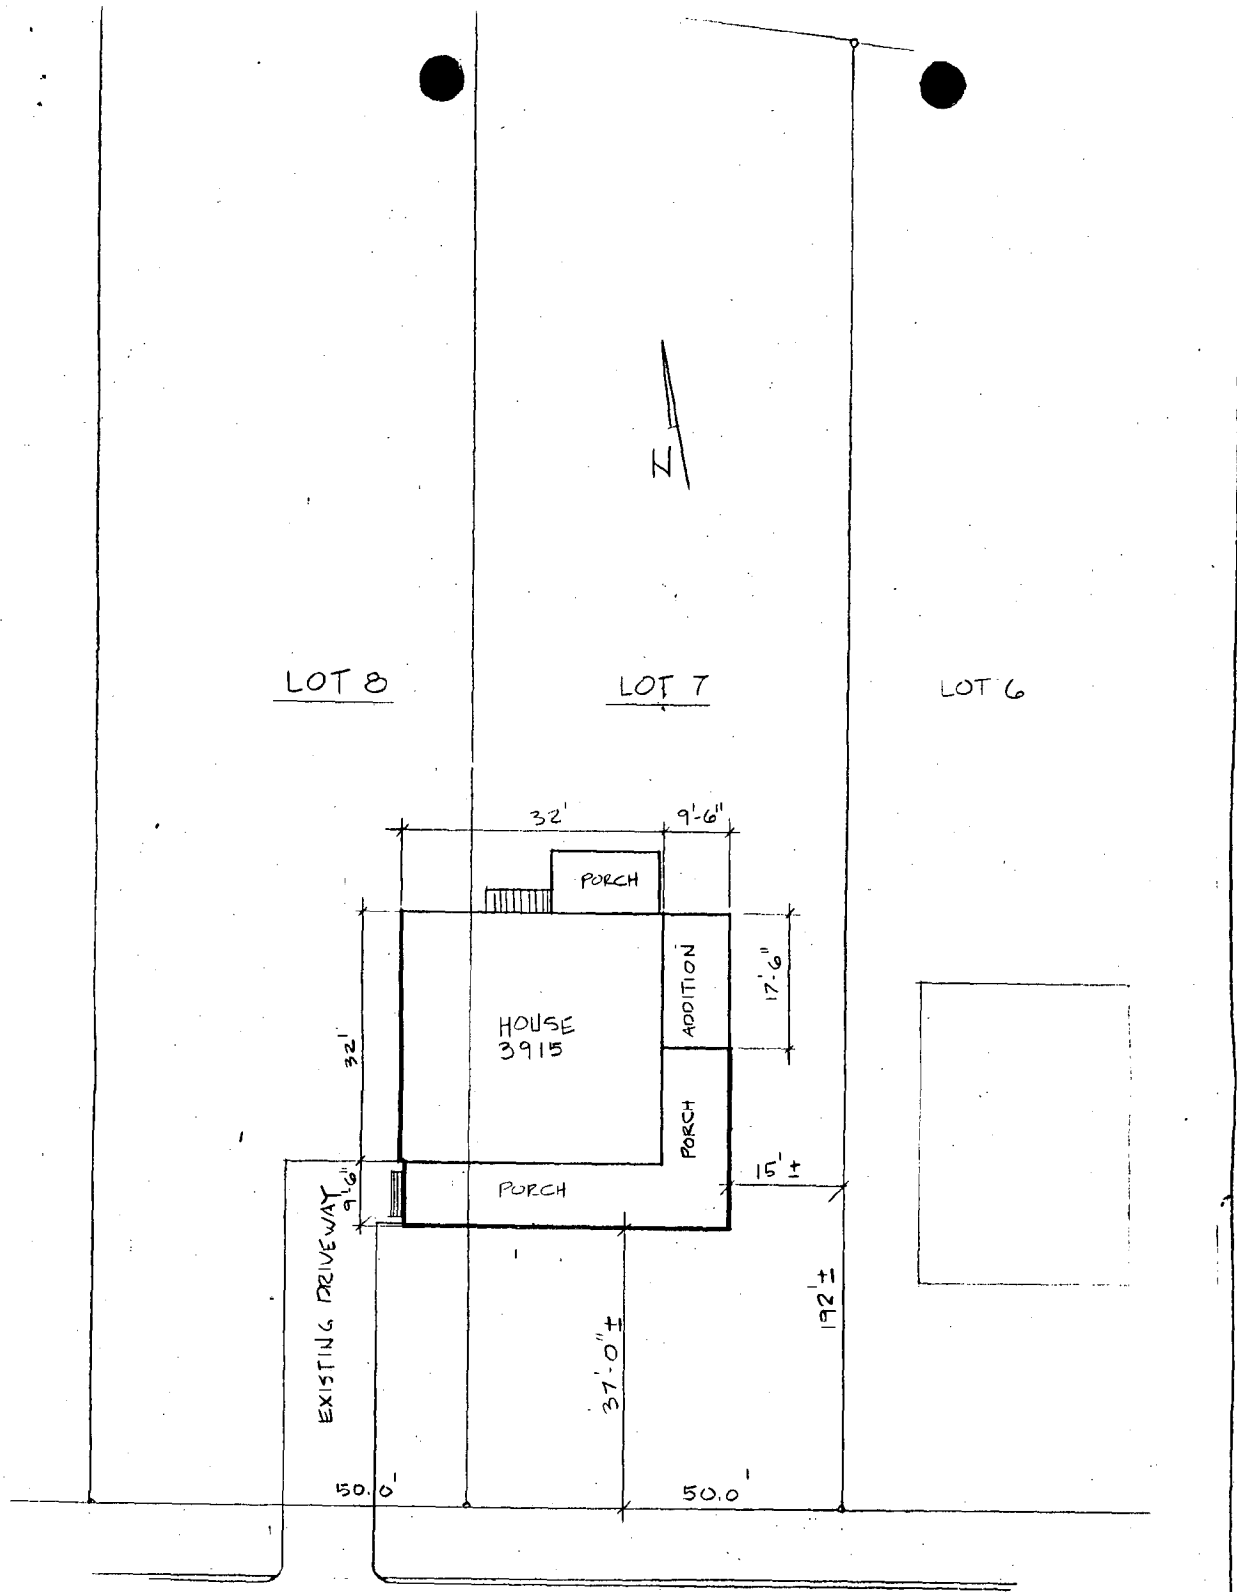 N
LOT 8
LOT 7
LOT 6
32'
9'-6"
PORCH
ADDITION
17'-6"
HOUSE
3915
32'
PORCH
9'-6"
PORCH
15' ±
EXISTING DRIVEWAY
37'-0" ±
192' ±
50.0'
50.0'